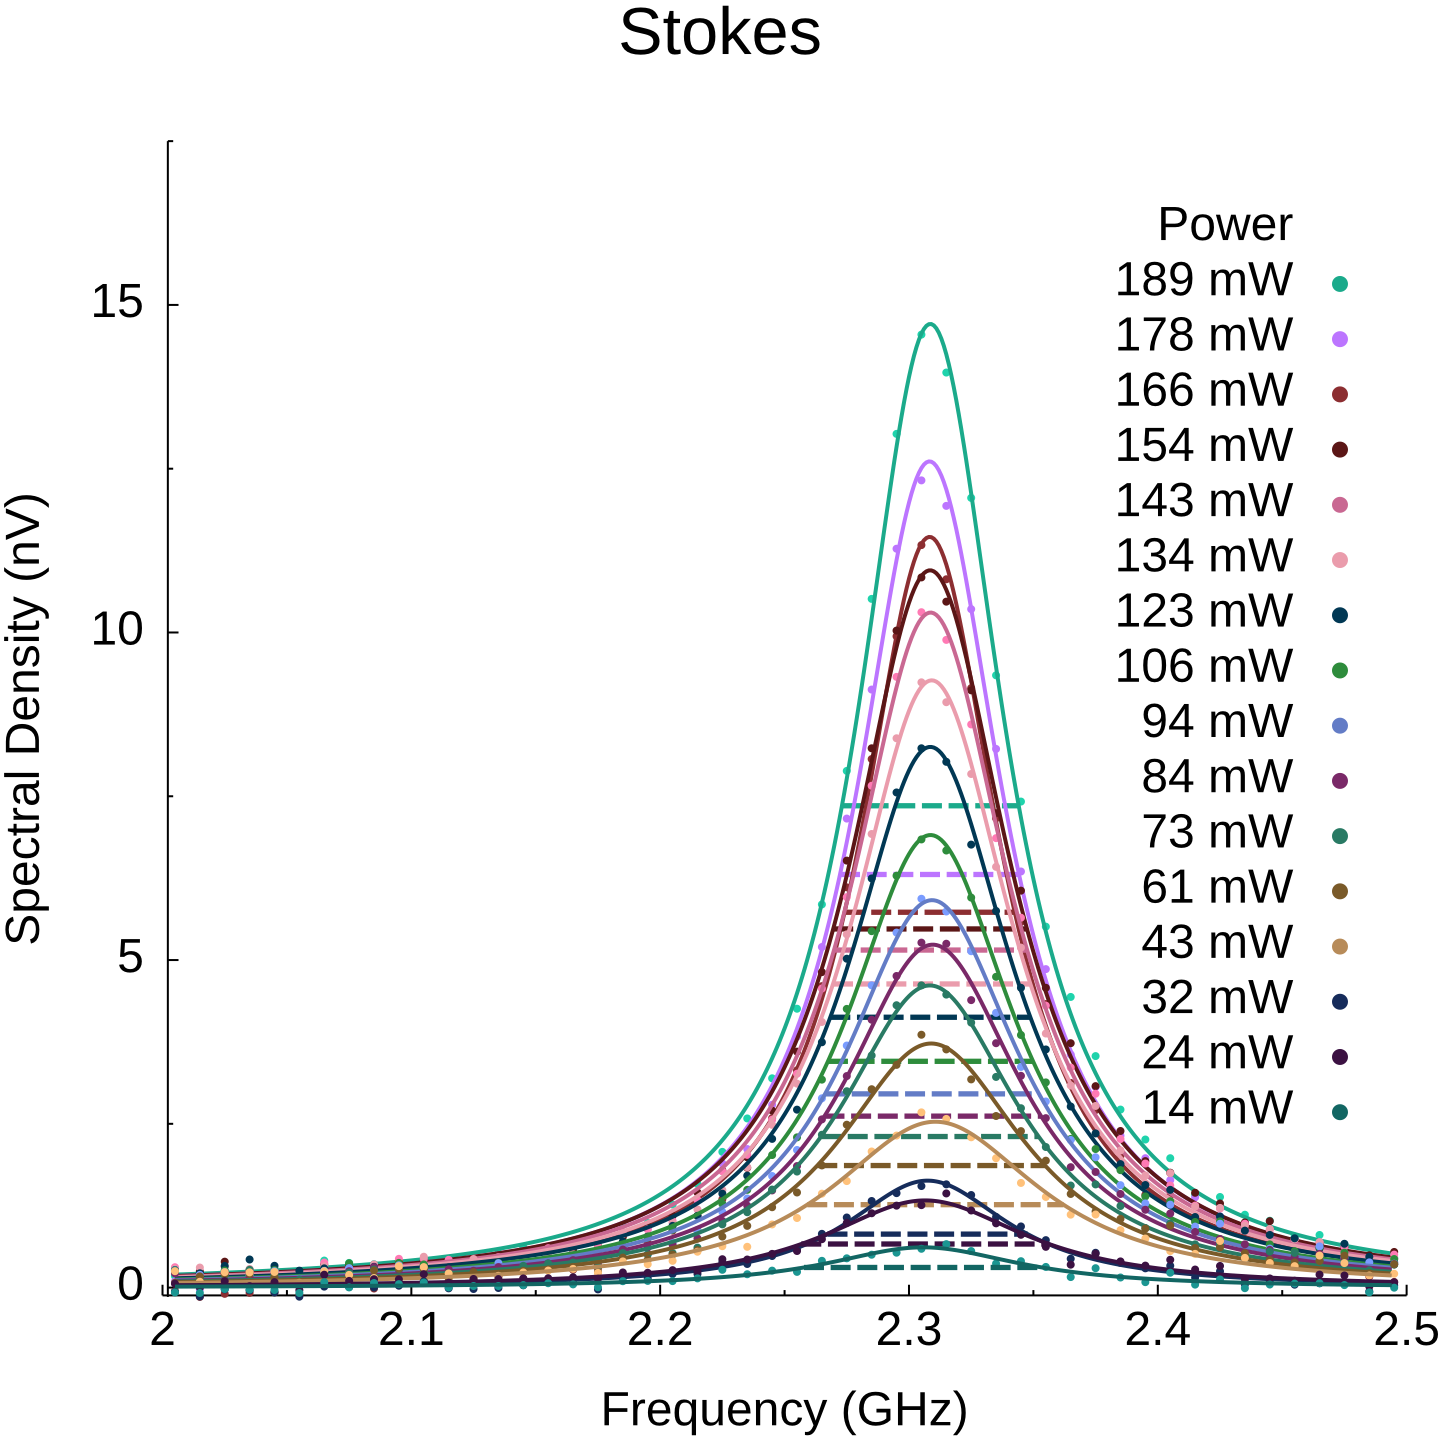 Stokes
Spectral Density (nV)
15
10
5
0
Power
189 mW
178 mW
166 mW
154 mW
143 mW
134 mW
123 mW
106 mW
94 mW
84 mW
73 mW
61 mW
43 mW
32 mW
24 mW
14 mW
2 2.1 2.2 2.3 2.4 2.5
Frequency (GHz)